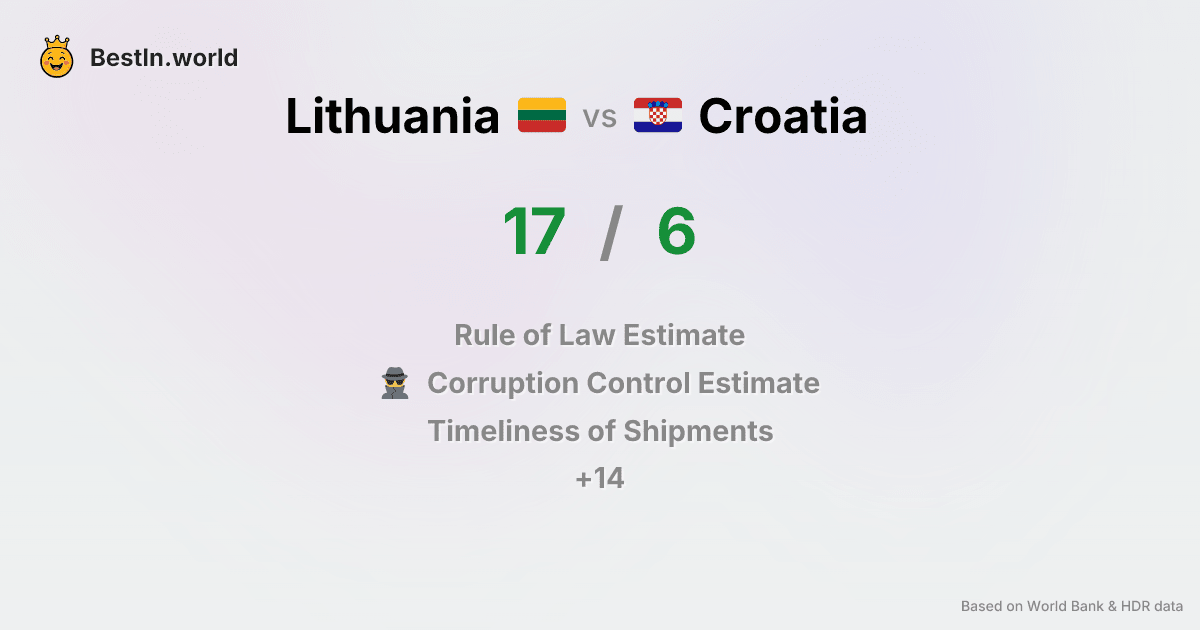 BestIn.world
Lithuania vs Croatia
17 / 6
Rule of Law Estimate
Corruption Control Estimate
Timeliness of Shipments
+14
Based on World Bank & HDR data